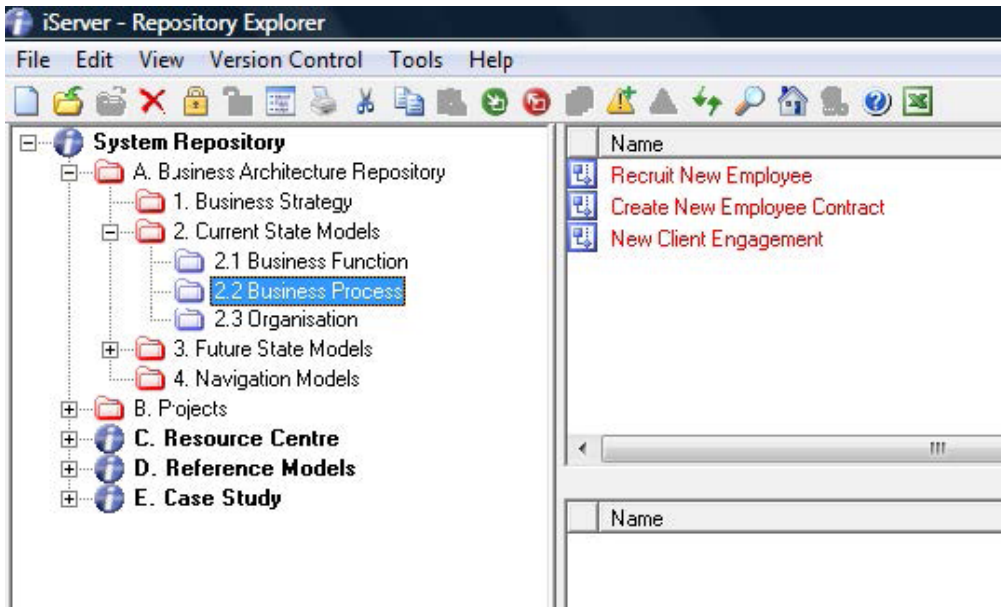 iServer - Repository Explorer
File Edit View Version Control Tools Help
System Repository
A. Business Architecture Repository
1. Business Strategy
2. Current State Models
2.1 Business Function
2.2 Business Process
2.3 Organisation
3. Future State Models
4. Navigation Models
B. Projects
C. Resource Centre
D. Reference Models
E. Case Study
Name
Recruit New Employee
Create New Employee Contract
New Client Engagement
Name